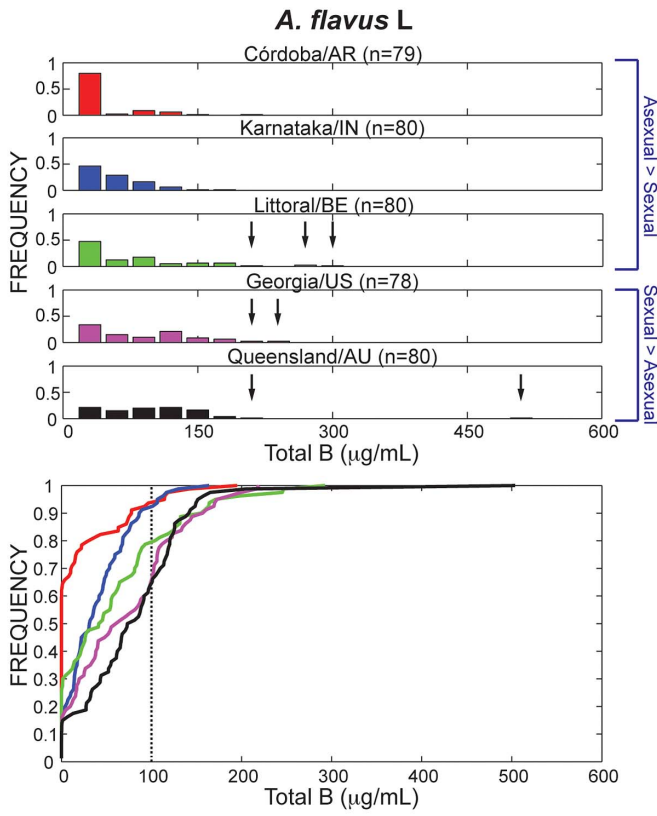 A. flavus L
Córdoba/AR (n=79)
1
0.5
0
Karnataka/IN (n=80)
1
0.5
0
Littoral/BE (n=80)
1
0.5
0
Georgia/US (n=78)
1
0.5
0
Queensland/AU (n=80)
1
0.5
0
0 150 300 450 600
Total B (μg/mL)
FREQUENCY
Asexual > Sexual
Sexual > Asexual
1
0.9
0.8
0.7
0.6
0.5
0.4
0.3
0.2
0.1
0
0 100 200 300 400 500 600
Total B (μg/mL)
FREQUENCY